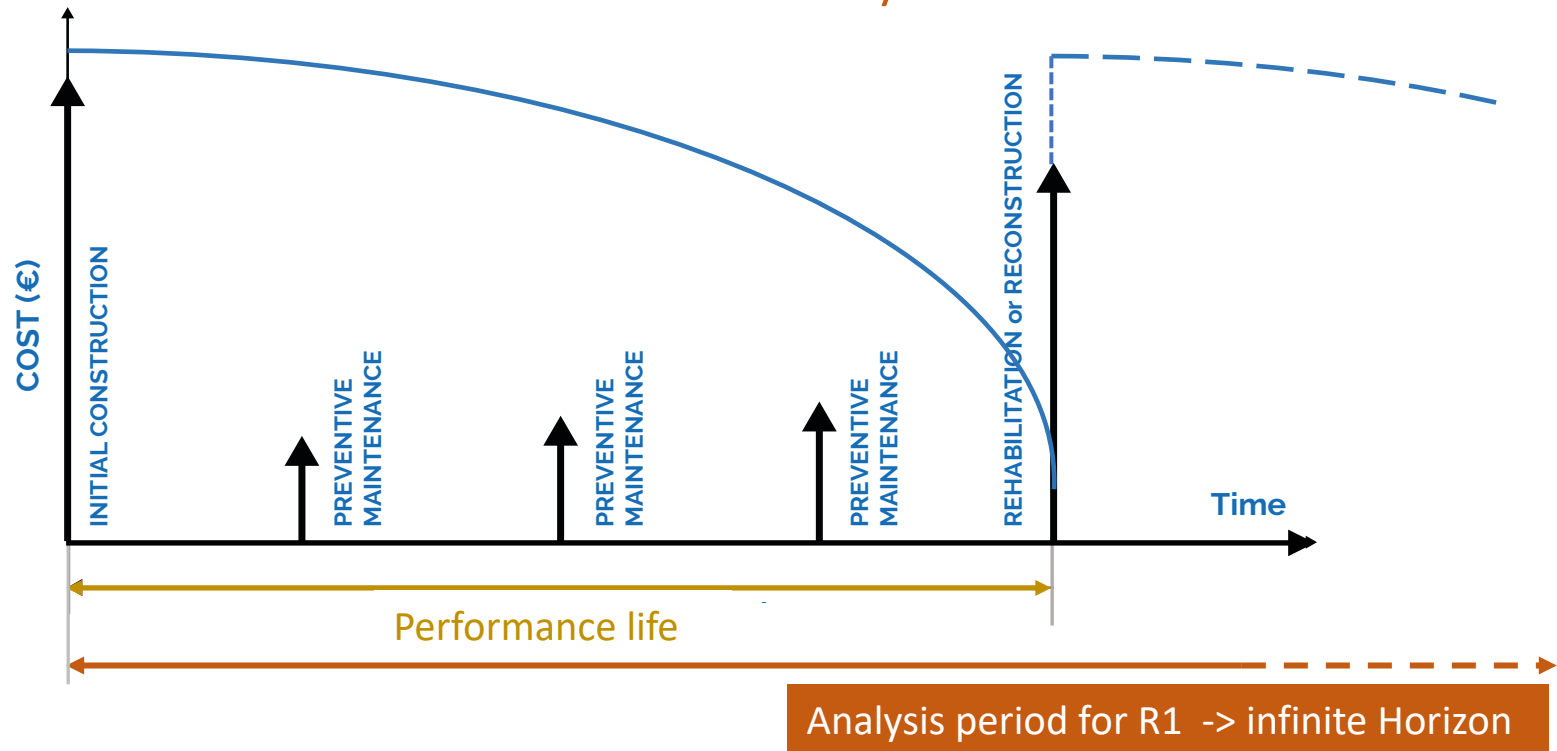 COST (€)
INITIAL CONSTRUCTION
PREVENTIVE
MAINTENANCE
PREVENTIVE
MAINTENANCE
PREVENTIVE
MAINTENANCE
REHABILITATION or RECONSTRUCTION
Time
Performance life
Analysis period for R1 -> infinite Horizon